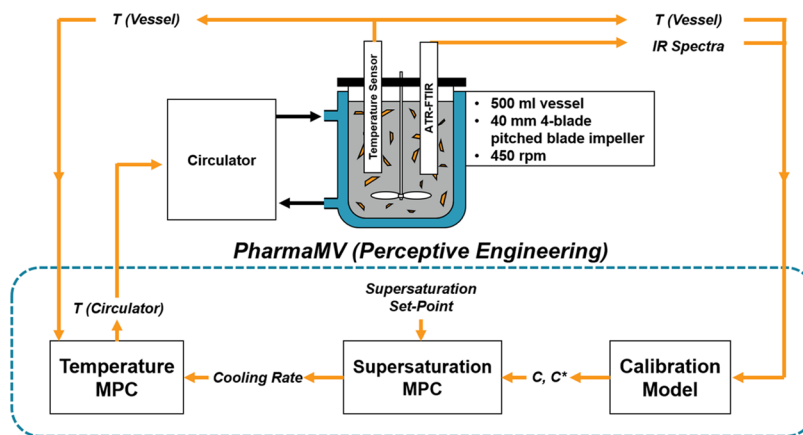 T (Vessel)
T (Vessel)
IR Spectra
Temperature Sensor
ATR-FTIR
• 500 ml vessel
• 40 mm 4-blade
pitched blade impeller
• 450 rpm
Circulator
PharmaMV (Perceptive Engineering)
Supersaturation
Set-Point
T (Circulator)
Temperature
MPC
Cooling Rate
Supersaturation
MPC
C, C*
Calibration
Model